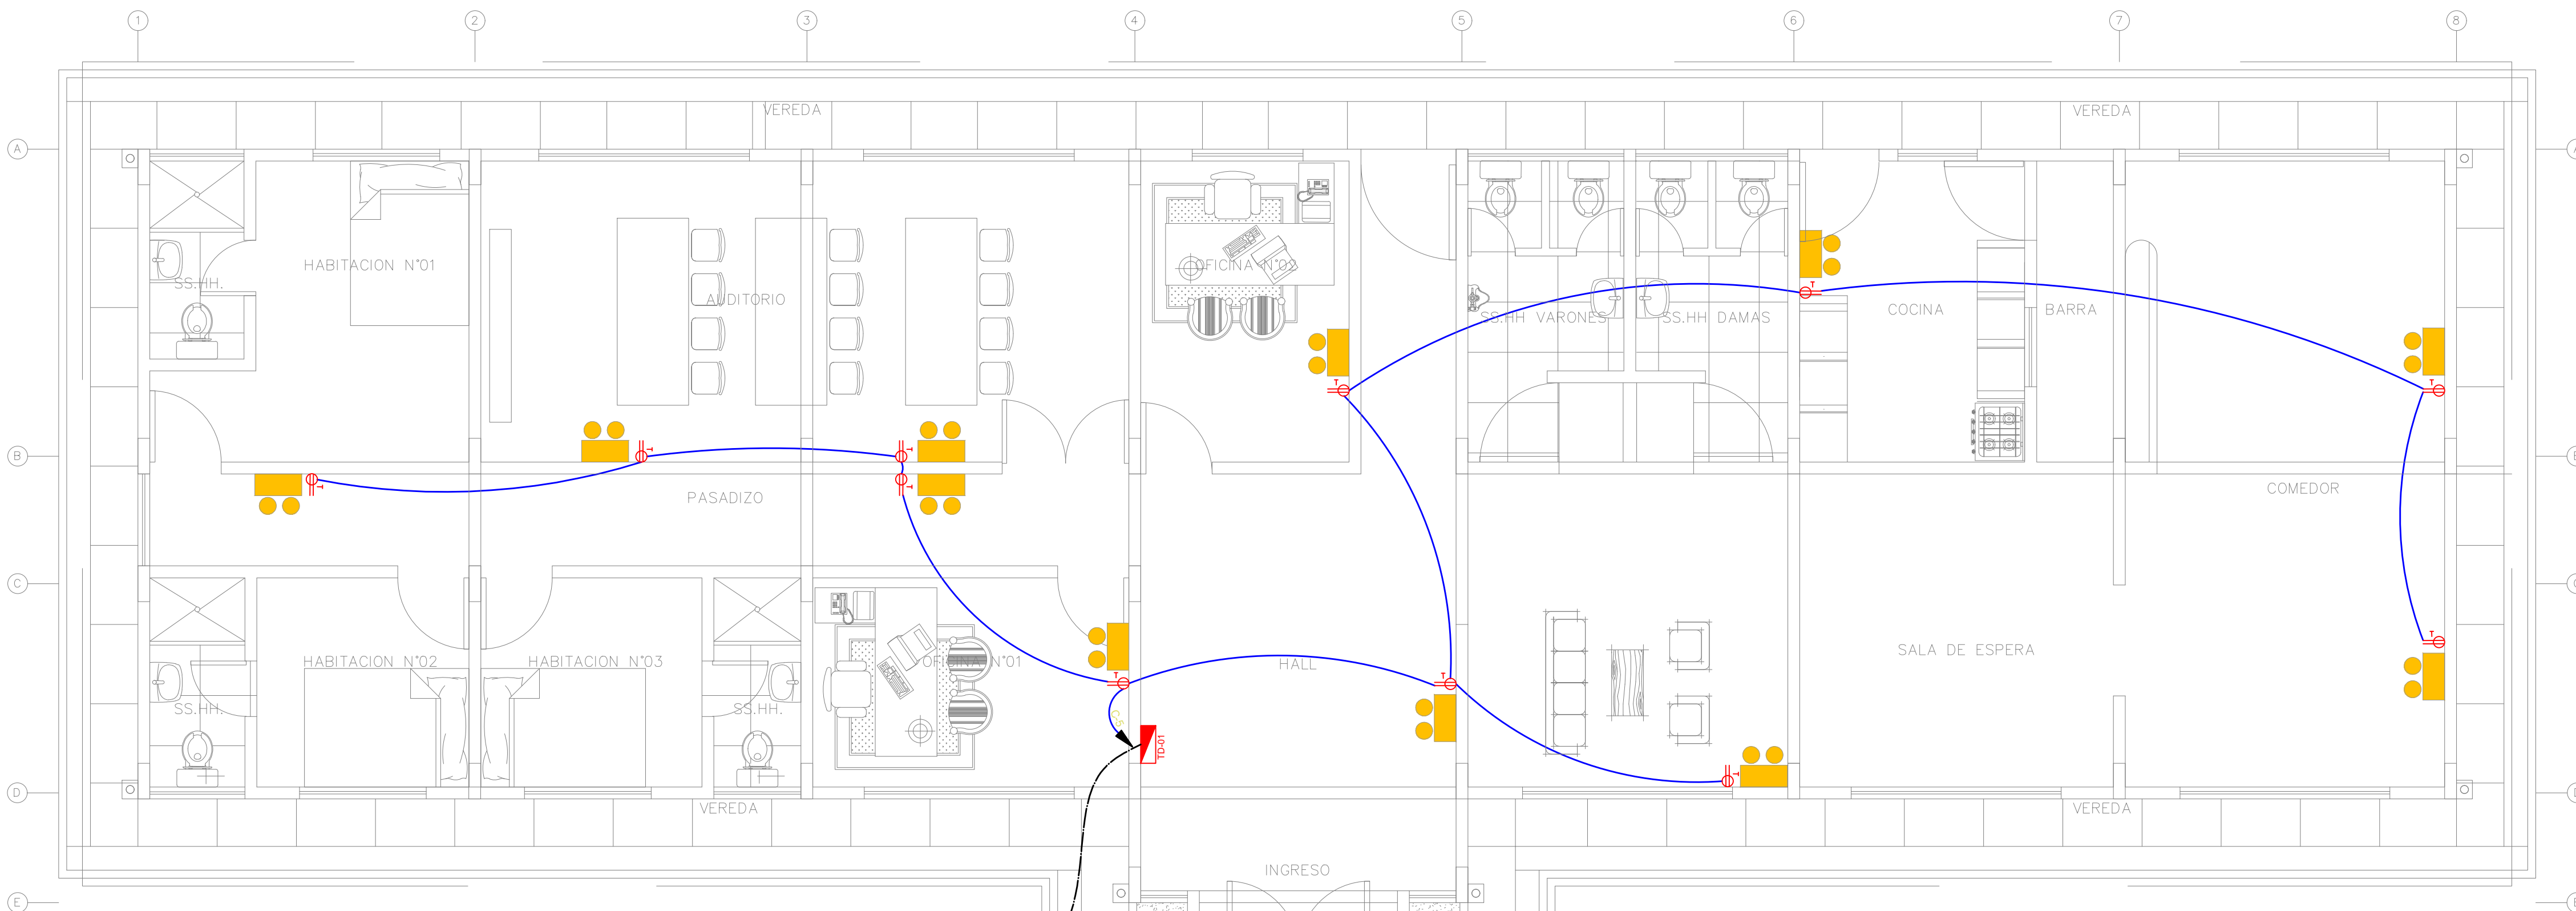 1 2 3 4 5 6 7 8
VEREDA VEREDA
A
HABITACION N°01
SS.HH.
AUDITORIO
OFICINA N°02
T
SS.HH VARONES
SS.HH DAMAS
COCINA
BARRA
T
T
B
T
T
T
T
PASADIZO
COMEDOR
C
HABITACION N°02
HABITACION N°03
OFICINA N°01
HALL
SALA DE ESPERA
T
T
T
SS.HH.
SS.HH.
C-5
TD-01
T
D
VEREDA
VEREDA
INGRESO
E